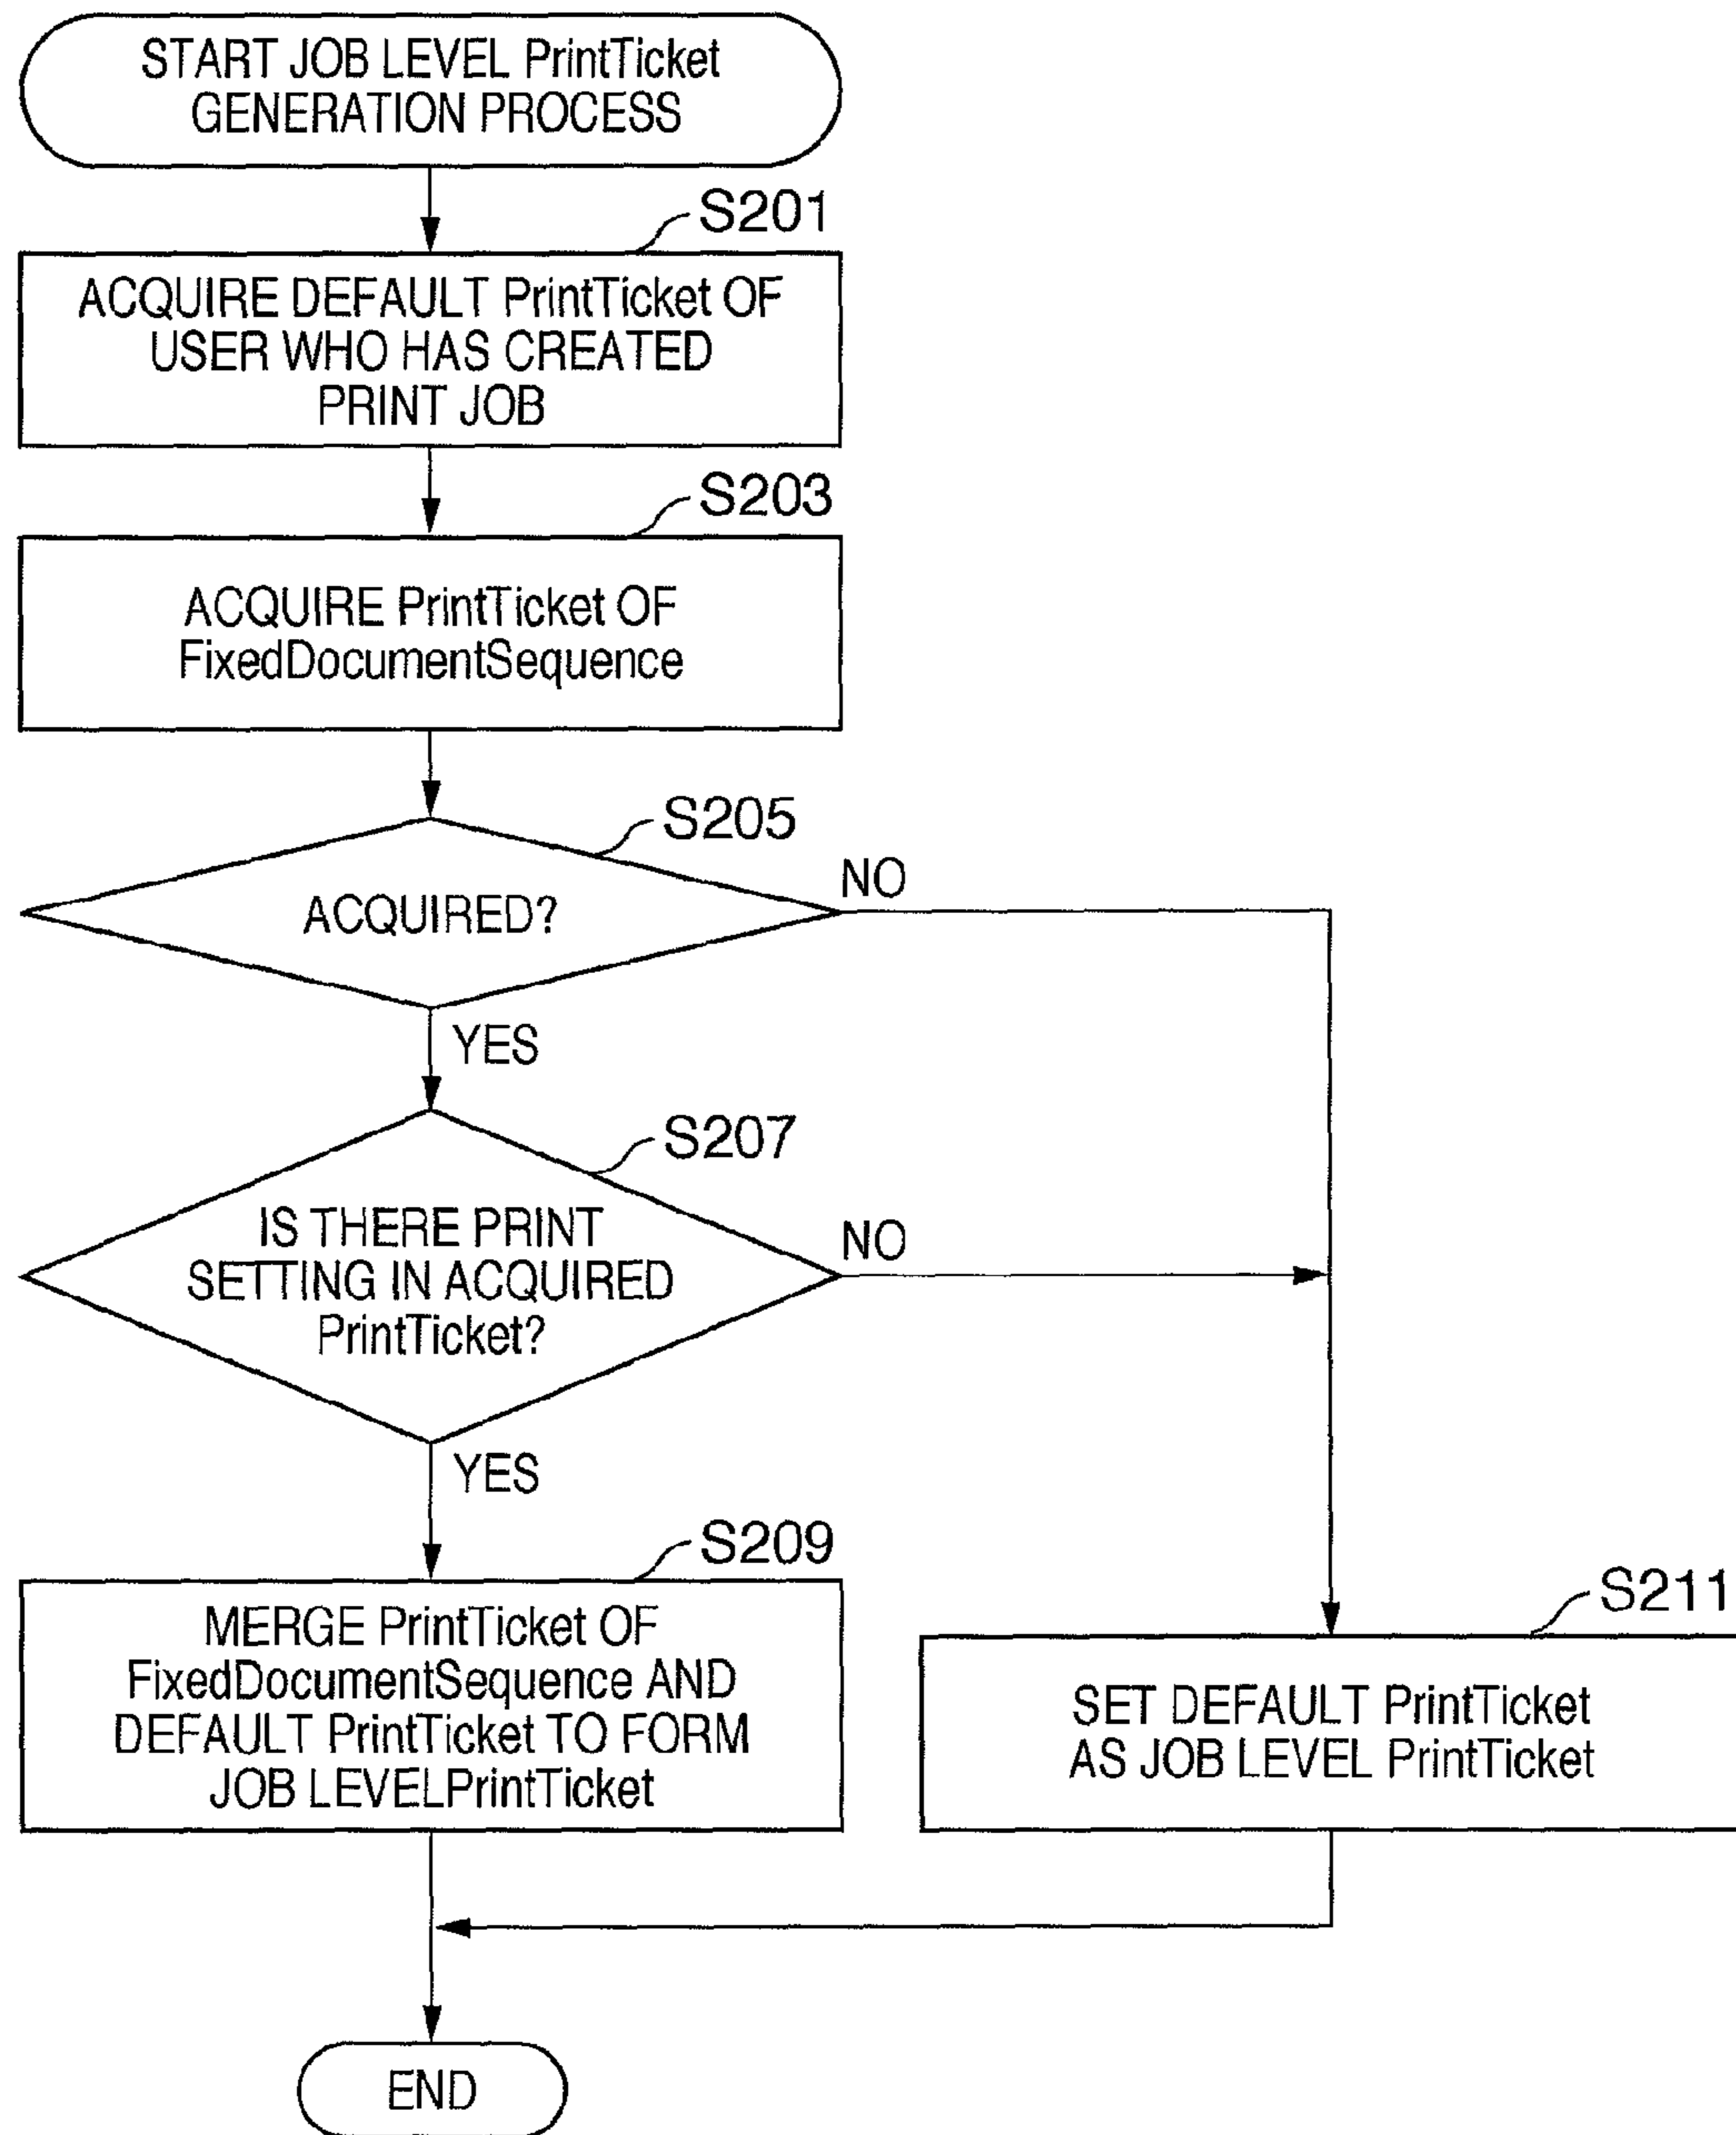 START JOB LEVEL PrintTicket
GENERATION PROCESS
S201
ACQUIRE DEFAULT PrintTicket OF
USER WHO HAS CREATED
PRINT JOB
S203
ACQUIRE PrintTicket OF
FixedDocumentSequence
S205
ACQUIRED?
NO
YES
S207
IS THERE PRINT
SETTING IN ACQUIRED
PrintTicket?
NO
YES
S209
MERGE PrintTicket OF
FixedDocumentSequence AND
DEFAULT PrintTicket TO FORM
JOB LEVELPrintTicket
S211
SET DEFAULT PrintTicket
AS JOB LEVEL PrintTicket
END